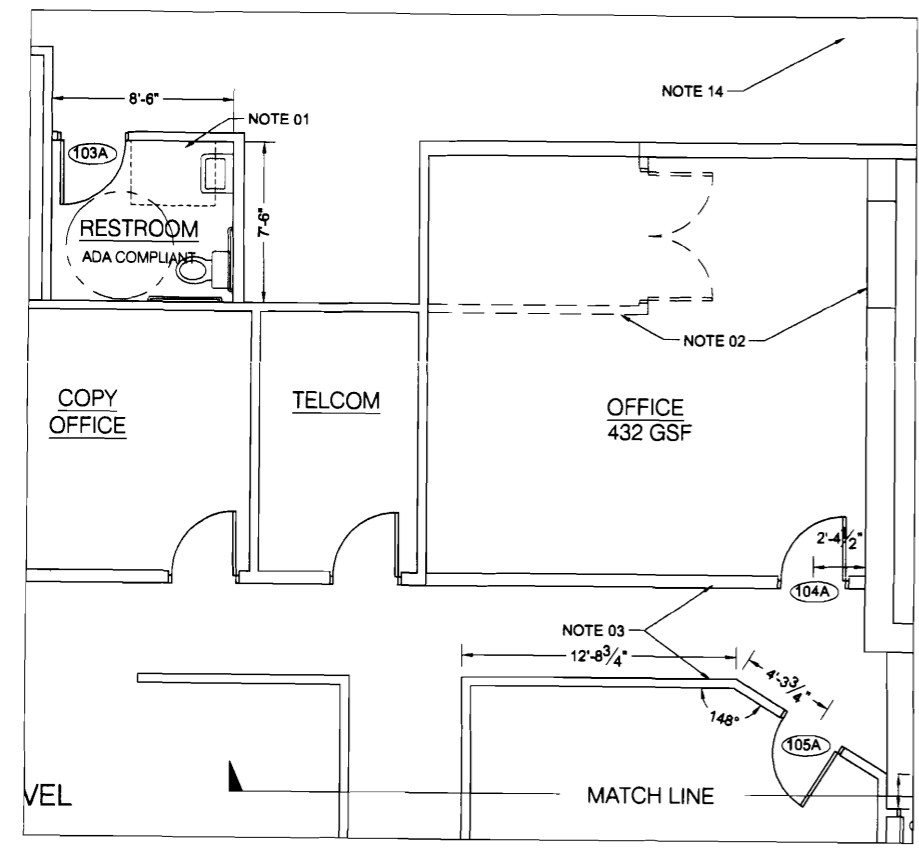 NOTE 14
8'-6"
NOTE 01
103A
7'-6"
RESTROOM
ADA COMPLIANT
NOTE 02
COPY
OFFICE
TELCOM
OFFICE
432 GSF
2'-4½"
104A
NOTE 03
12'-8¾"
4'-3¾"
148°
105A
VEL
MATCH LINE